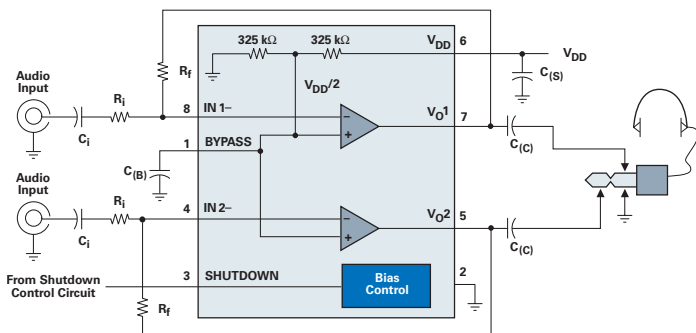 325 kΩ
325 kΩ
VDD
6
VDD
C(S)
Rf
VDD/2
Audio
Input
Ri
8
IN 1−
−
VO1
7
Ci
1
BYPASS
+
C(C)
C(B)
Audio
Input
Ri
4
IN 2−
−
VO2
5
Ci
+
C(C)
From Shutdown
Control Circuit
3
SHUTDOWN
Bias
Control
2
Rf